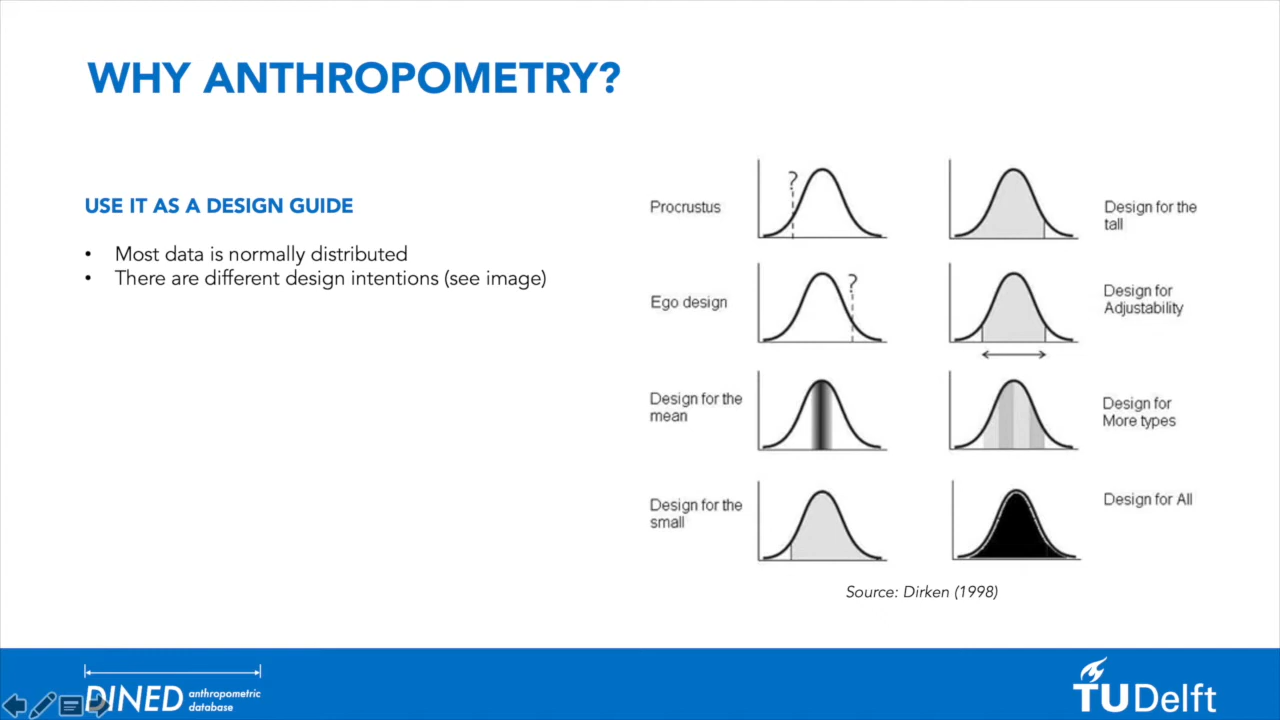 WHY ANTHROPOMETRY?
USE IT AS A DESIGN GUIDE
• Most data is normally distributed
• There are different design intentions (see image)
Procrustus
?
Ego design
?
Design for the
mean
Design for the
small
Design for the
tall
Design for
Adjustability
Design for
More types
Design for All
Source: Dirken (1998)
DINED anthropometric
database
TUDelft